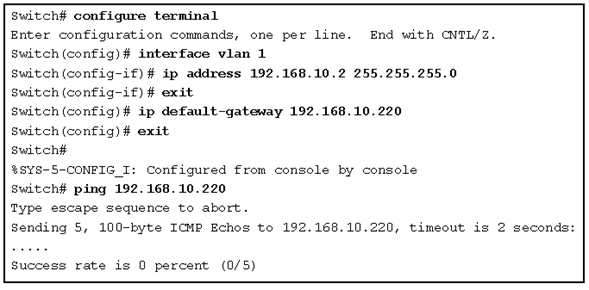 Switch# configure terminal
Enter configuration commands, one per line. End with CNTL/Z.
Switch(config)# interface vlan 1
Switch(config-if)# ip address 192.168.10.2 255.255.255.0
Switch(config-if)# exit
Switch(config)# ip default-gateway 192.168.10.220
Switch(config)# exit
Switch#
%SYS-5-CONFIG_I: Configured from console by console
Switch# ping 192.168.10.220
Type escape sequence to abort.
Sending 5, 100-byte ICMP Echos to 192.168.10.220, timeout is 2 seconds:
.....
Success rate is 0 percent (0/5)